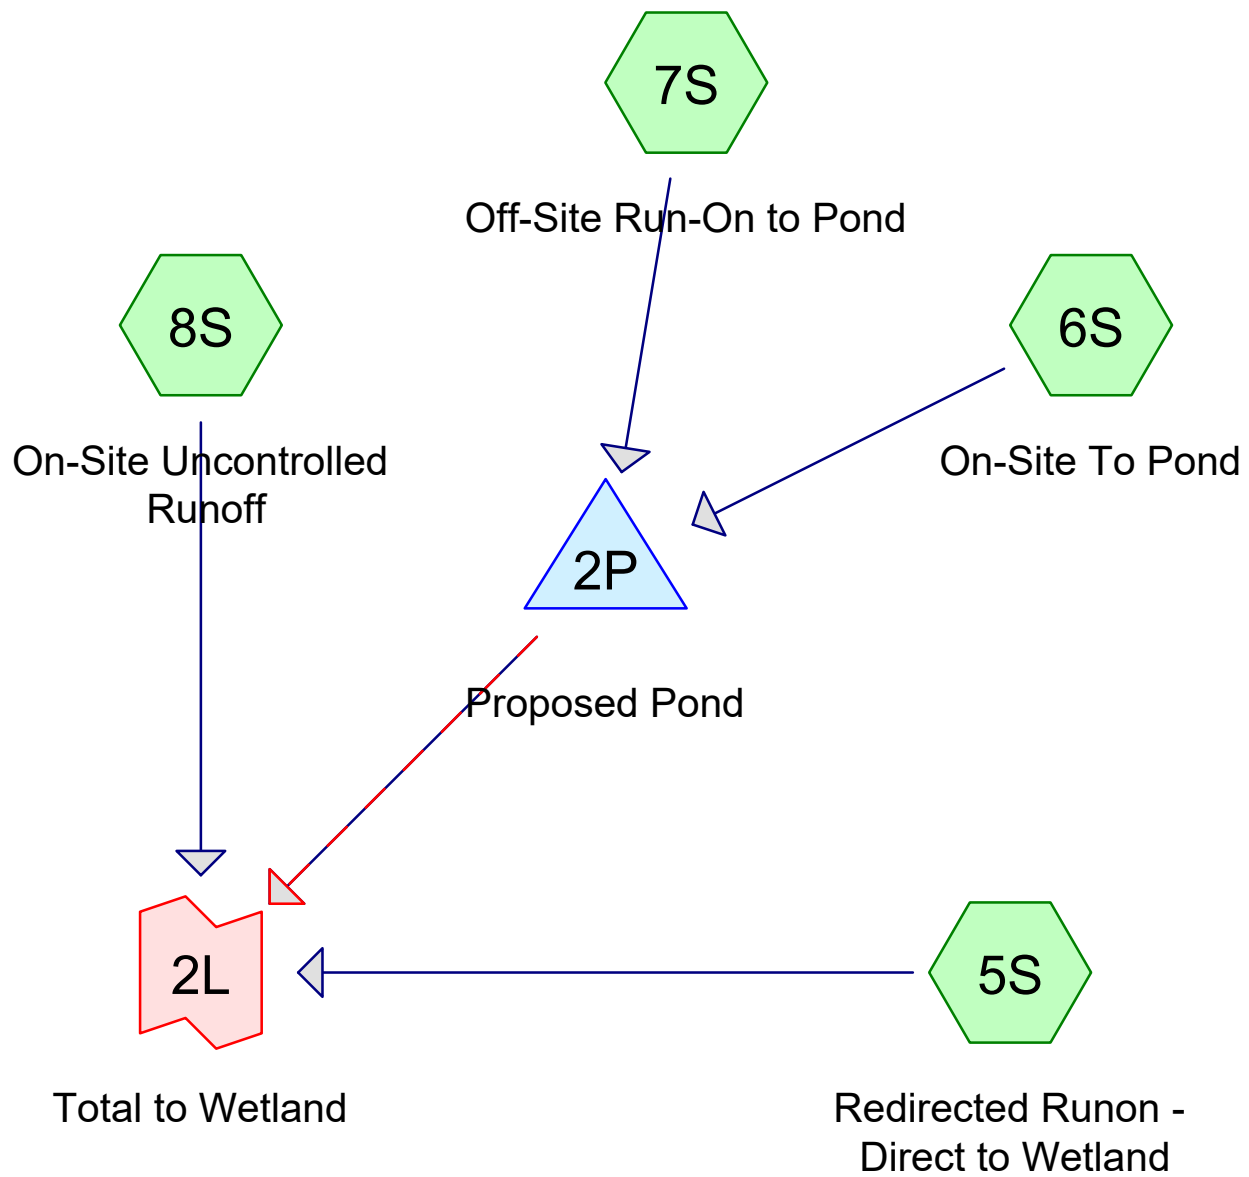 7S
Off-Site Run-On to Pond
8S
6S
On-Site Uncontrolled
Runoff
On-Site To Pond
2P
Proposed Pond
2L
5S
Total to Wetland
Redirected Runon -
Direct to Wetland